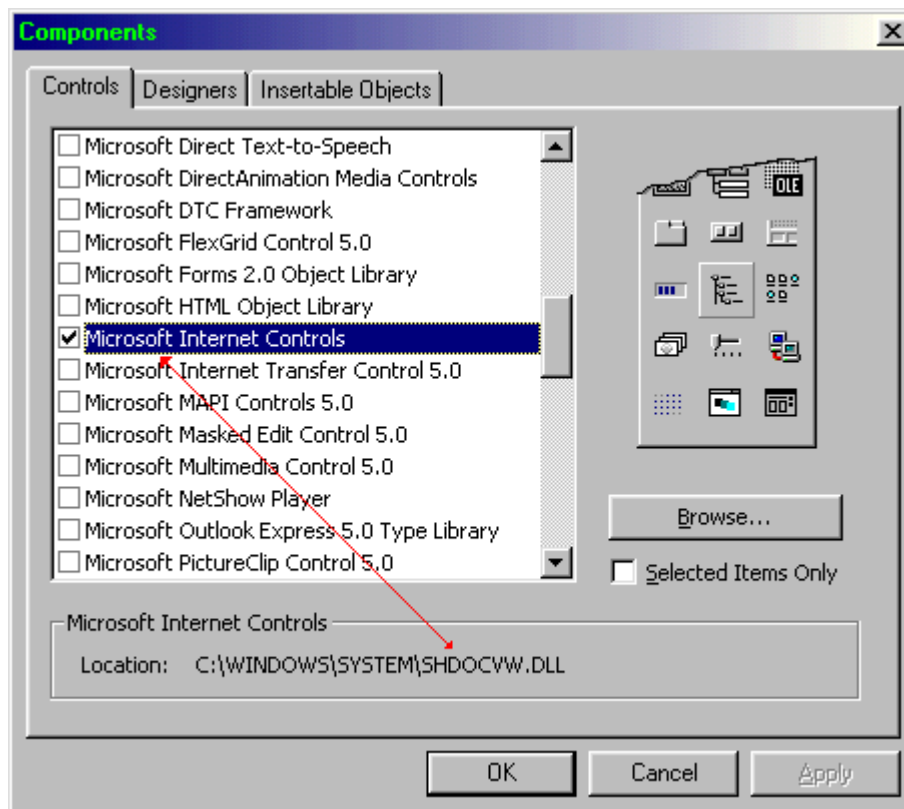 Components
Controls
Designers
Insertable Objects
Microsoft Direct Text-to-Speech
Microsoft DirectAnimation Media Controls
Microsoft DTC Framework
Microsoft FlexGrid Control 5.0
Microsoft Forms 2.0 Object Library
Microsoft HTML Object Library
Microsoft Internet Controls
Microsoft Internet Transfer Control 5.0
Microsoft MAPI Controls 5.0
Microsoft Masked Edit Control 5.0
Microsoft Multimedia Control 5.0
Microsoft NetShow Player
Microsoft Outlook Express 5.0 Type Library
Microsoft PictureClip Control 5.0
OLE
Browse...
Selected Items Only
Microsoft Internet Controls
Location: C:\WINDOWS\SYSTEM\SHDOCVW.DLL
OK
Cancel
Apply